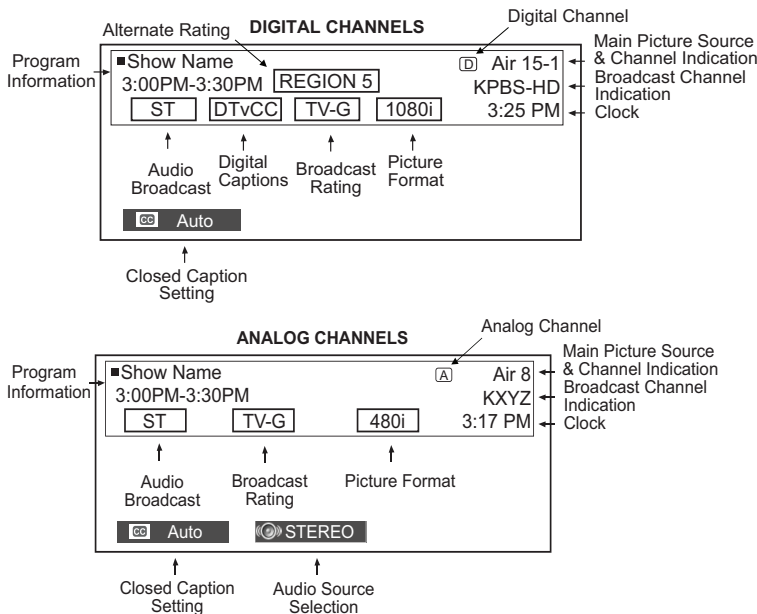 DIGITAL CHANNELS
Alternate Rating
Digital Channel
Program
Information
■Show Name
3:00PM-3:30PM
REGION 5
D Air 15-1
KPBS-HD
3:25 PM
Main Picture Source
& Channel Indication
Broadcast Channel
Indication
Clock
ST DTvCC TV-G 1080i
Audio
Broadcast
Digital
Captions
Broadcast
Rating
Picture
Format
CC Auto
Closed Caption
Setting
ANALOG CHANNELS
Analog Channel
Program
Information
■Show Name
3:00PM-3:30PM
A Air 8
KXYZ
3:17 PM
Main Picture Source
& Channel Indication
Broadcast Channel
Indication
Clock
ST TV-G 480i
Audio
Broadcast
Broadcast
Rating
Picture Format
CC Auto
STEREO
Closed Caption
Setting
Audio Source
Selection